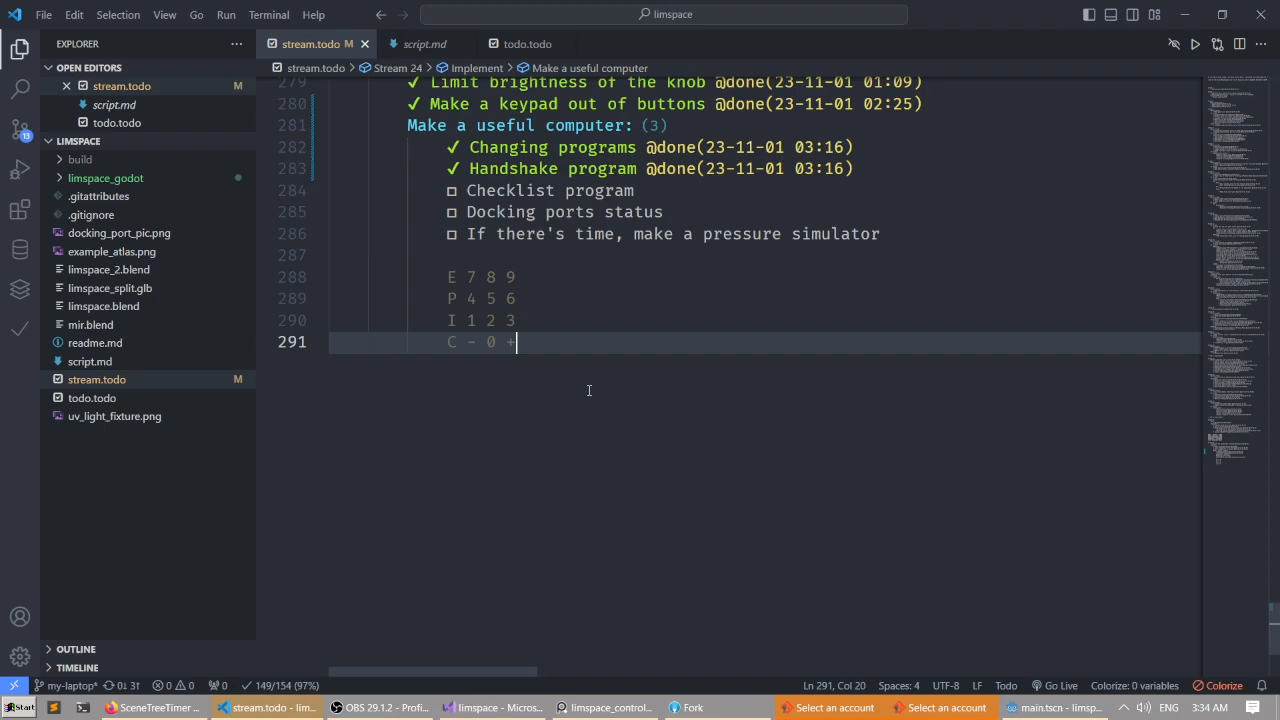 File Edit Selection View Go Run Terminal Help
limspace
EXPLORER
stream.todo M
script.md
todo.todo
OPEN EDITORS
stream.todo > Stream 24 > Implement > Make a useful computer
stream.todo M
script.md
todo.todo
LIMSPACE
build
limspace_godot
.gitattributes
.gitignore
docking_port_pic.png
example_atlas.png
limspace_2.blend
limspace_split.glb
limspace.blend
mir.blend
readme.md
script.md
stream.todo M
todo.todo
uv_light_fixture.png
OUTLINE
TIMELINE
13
279 ✔ Limit brightness of the knob @done(23-11-01 01:09)
280 ✔ Make a keypad out of buttons @done(23-11-01 02:25)
281 Make a useful computer: (3)
282 ✔ Changing programs @done(23-11-01 03:16)
283 ✔ Handshake program @done(23-11-01 03:16)
284 ☐ Checklist program
285 ☐ Docking ports status
286 ☐ If there's time, make a pressure simulator
287
288 E 7 8 9
289 P 4 5 6
290 I 1 2 3
291 C - 0 +
my-laptop* 0↓ 3↑ 0 0 0 149/154 (97%)
Ln 291, Col 20 Spaces: 4 UTF-8 LF Todo Go Live Colorize: 0 variables Colorize
Start SceneTreeTimer ... stream.todo - lim... OBS 29.1.2 - Profi... limspace - Micros... limspace_control... Fork Select an account Select an account main.tscn - limsp... ENG 3:34 AM